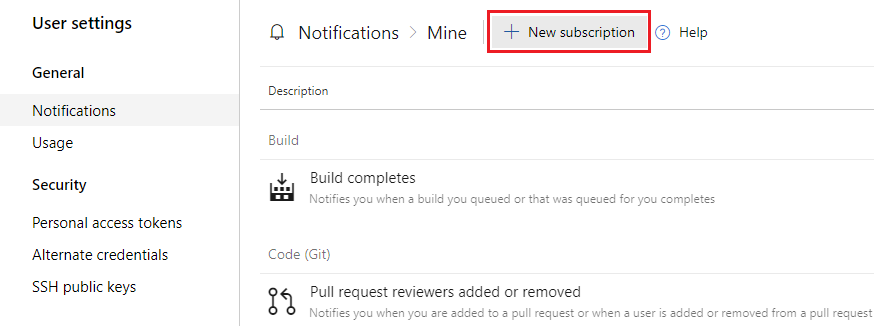 User settings
General
Notifications
Usage
Security
Personal access tokens
Alternate credentials
SSH public keys
Notifications > Mine + New subscription ? Help
Description
Build
Build completes
Notifies you when a build you queued or that was queued for you completes
Code (Git)
Pull request reviewers added or removed
Notifies you when you are added to a pull request or when a user is added or removed from a pull request